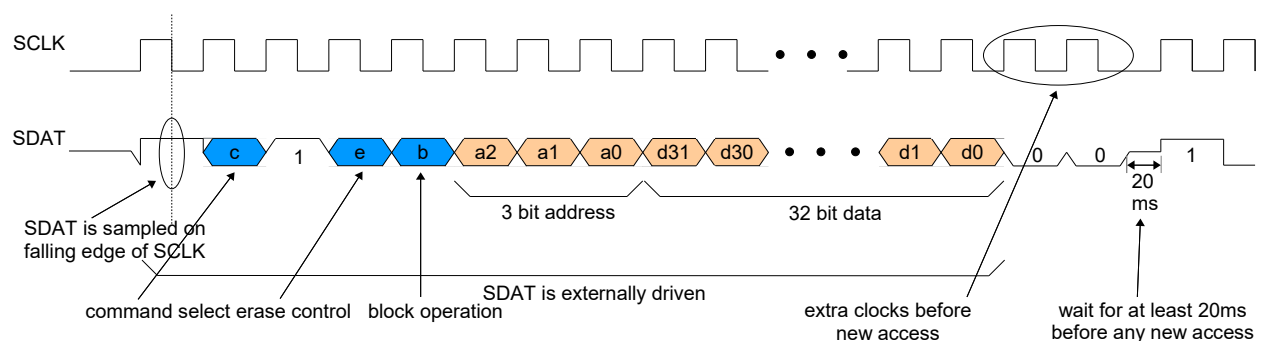 SCLK
SDAT
c
1
e
b
a2
a1
a0
d31
d30
d1
d0
0
0
1
20
ms
3 bit address
32 bit data
SDAT is sampled on
falling edge of SCLK
SDAT is externally driven
command select
erase control
block operation
extra clocks before
new access
wait for at least 20ms
before any new access